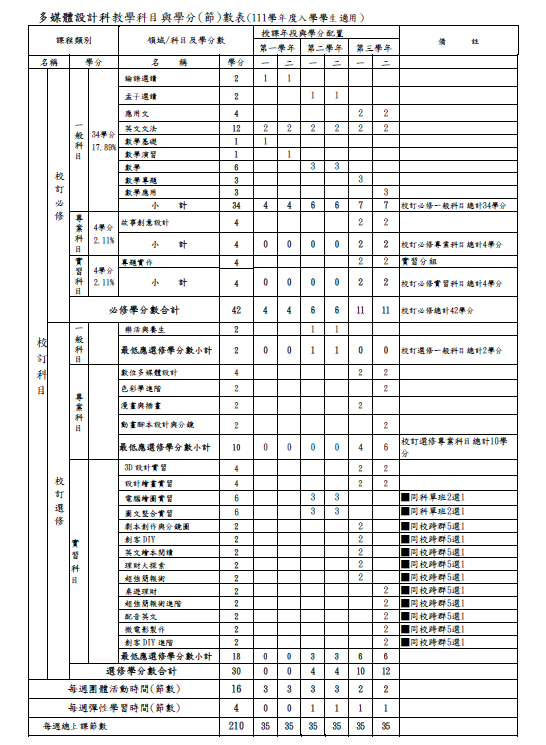 多媒體設計科教學科目與學分(節)數表(111學年度入學學生適用)
課程類別 領域/科目及學分數 授課年段與學分配置 備 註
第一學年 第二學年 第三學年
名稱 學分 名 稱 學分 一 二 一 二 一 二
校訂科目
校訂必修
一般科目
34學分
17.89%
論語選讀 2 1 1
孟子選讀 2 1 1
應用文 4 2 2
英文文法 12 2 2 2 2 2 2
數學基礎 1 1
數學演習 1 1
數學 6 3 3
數學專題 3 3
數學應用 3 3
小 計 34 4 4 6 6 7 7 校訂必修一般科目總計34學分
專業科目
4學分
2.11%
故事創意設計 4 2 2
小 計 4 0 0 0 0 2 2 校訂必修專業科目總計4學分
實習科目
4學分
2.11%
專題實作 4 2 2 實習分組
小 計 4 0 0 0 0 2 2 校訂必修實習科目總計4學分
必修學分數合計 42 4 4 6 6 11 11 校訂必修總計42學分
校訂選修
一般科目
樂活與養生 2 1 1
最低應選修學分數小計 2 0 0 1 1 0 0 校訂選修一般科目總計2學分
專業科目
數位多媒體設計 4 2 2
色彩學進階 2 2
漫畫與插畫 2 2
動畫腳本設計與分鏡 2 2
最低應選修學分數小計 10 0 0 0 0 4 6 校訂選修專業科目總計10學分
實習科目
3D設計實習 4 2 2
設計繪畫實習 4 2 2
電腦繪圖實習 6 3 3 ■同科單班2選1
圖文整合實習 6 3 3 ■同科單班2選1
劇本創作與分鏡圖 2 2 ■同校跨群5選1
創客DIY 2 2 ■同校跨群5選1
英文繪本閱讀 2 2 ■同校跨群5選1
理財大探索 2 2 ■同校跨群5選1
超強簡報術 2 2 ■同校跨群5選1
桌遊理財 2 2 ■同校跨群5選1
超強簡報術進階 2 2 ■同校跨群5選1
配音英文 2 2 ■同校跨群5選1
微電影製作 2 2 ■同校跨群5選1
創客DIY進階 2 2 ■同校跨群5選1
最低應選修學分數小計 18 0 0 3 3 6 6
選修學分數合計 30 0 0 4 4 10 12
每週團體活動時間(節數) 16 3 3 3 3 2 2
每週彈性學習時間(節數) 4 0 0 1 1 1 1
每週總上課節數 210 35 35 35 35 35 35